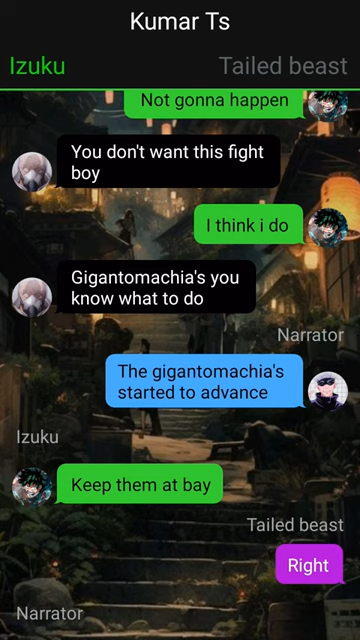 Kumar Ts
Izuku
Tailed beast
Not gonna happen
You don't want this fight
boy
I think i do
Gigantomachia's you
know what to do
Narrator
The gigantomachia's
started to advance
Izuku
Keep them at bay
Tailed beast
Right
Narrator